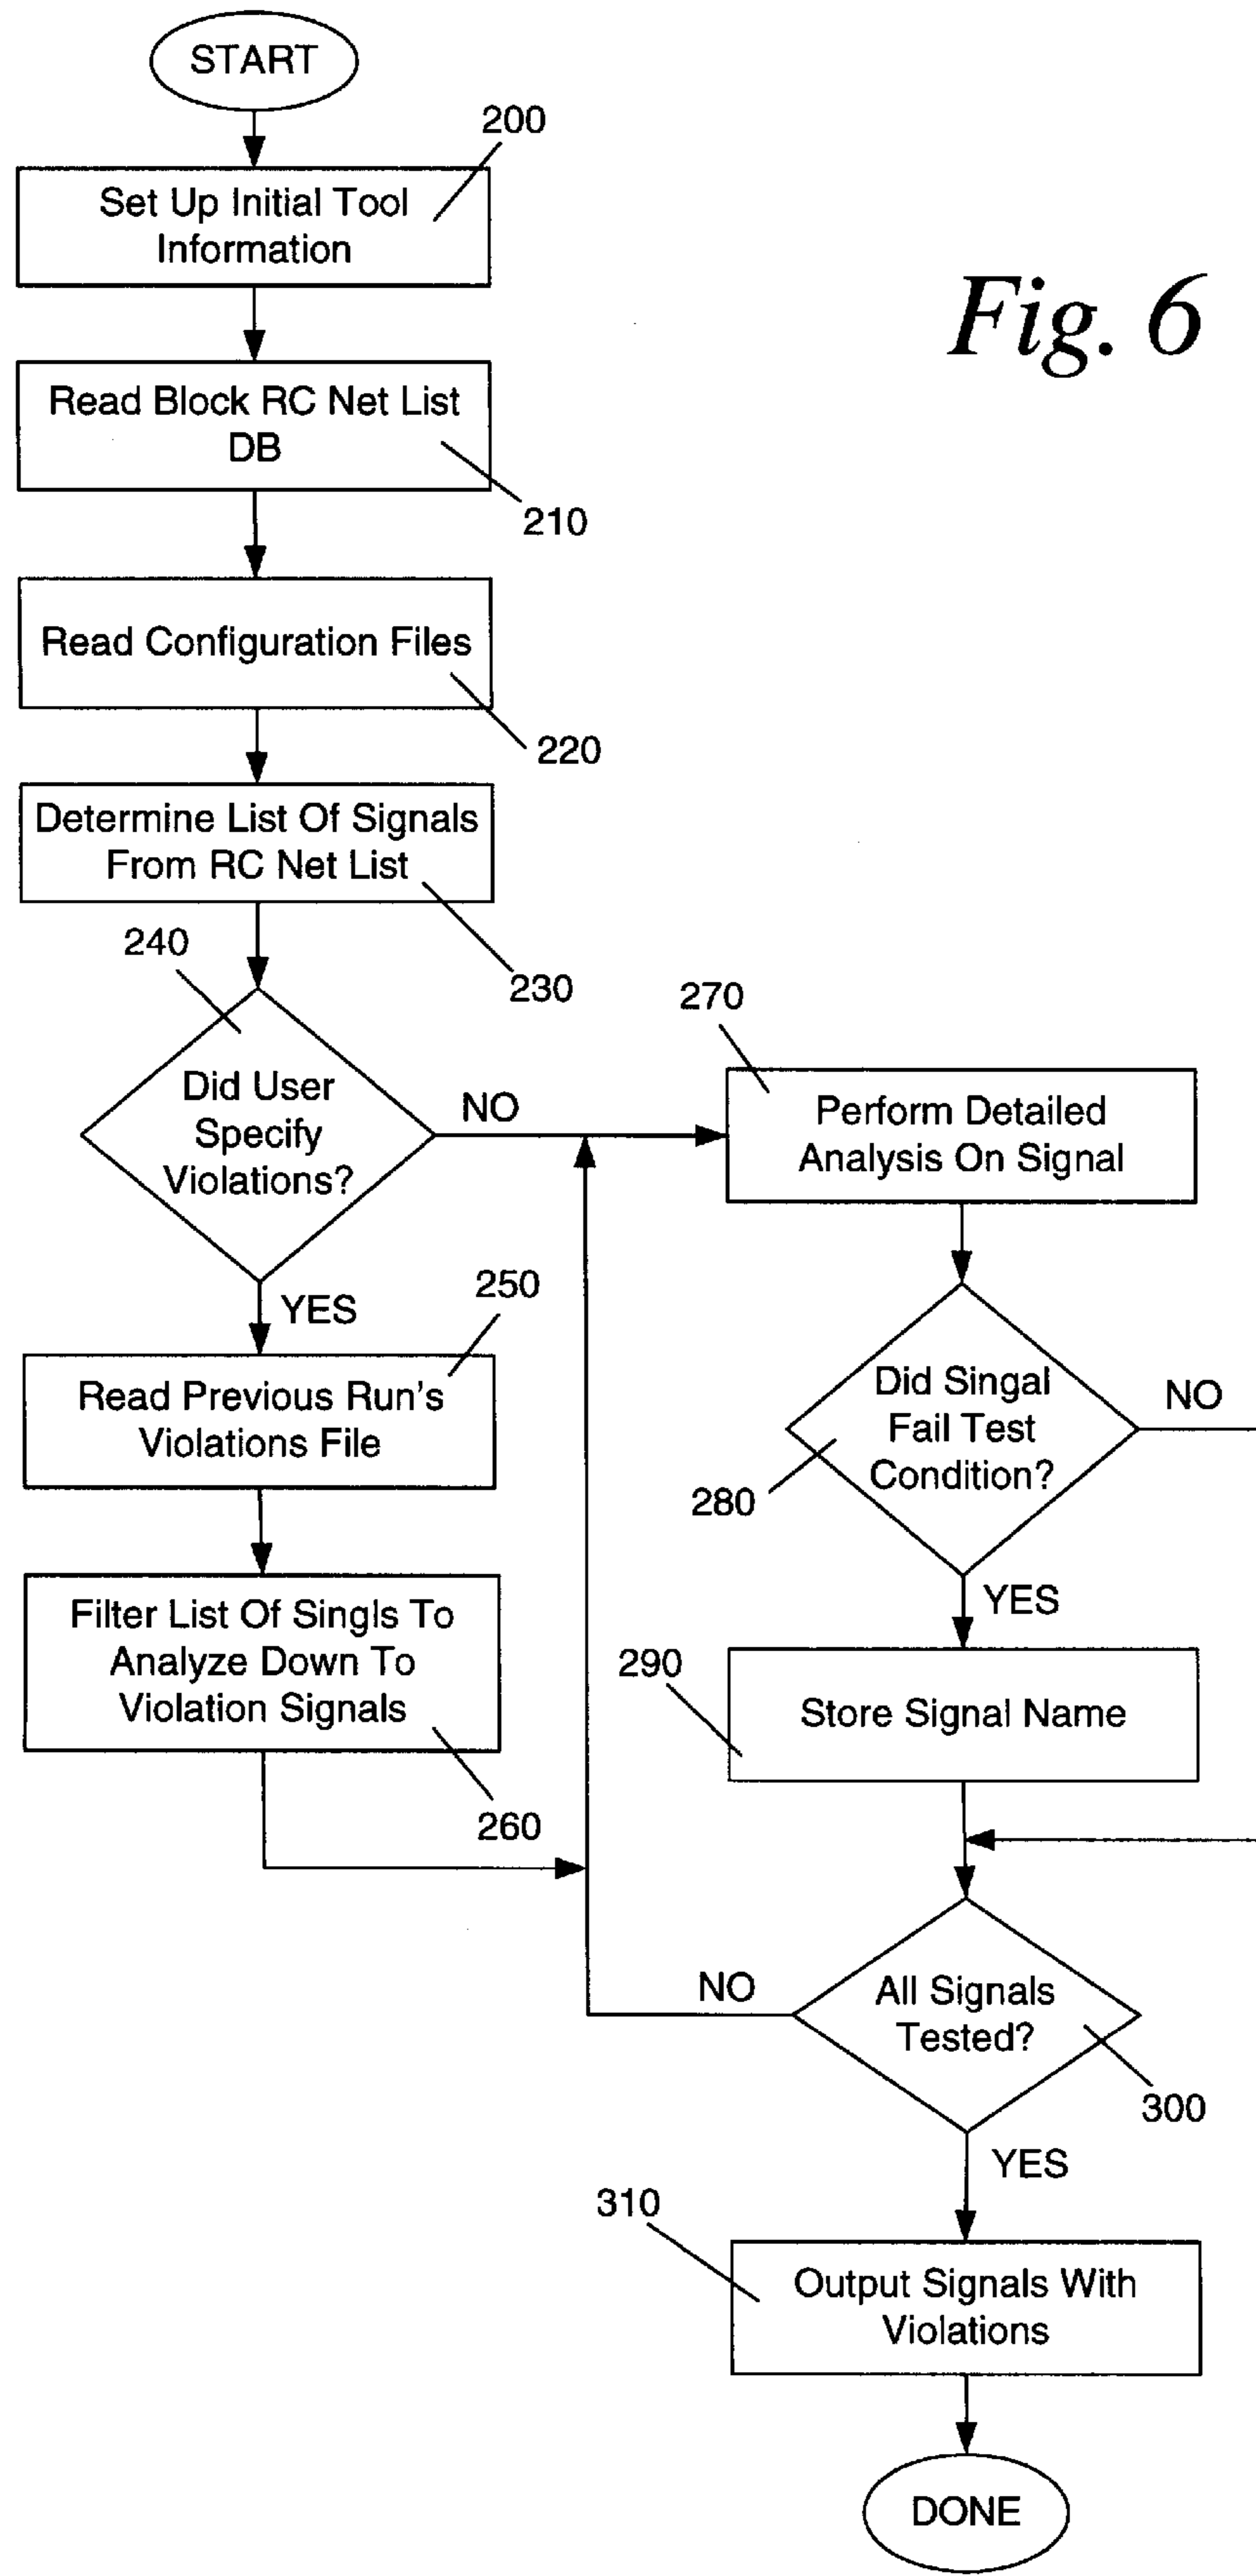 START
200
Set Up Initial Tool
Information
Fig. 6
Read Block RC Net List
DB
210
Read Configuration Files
220
Determine List Of Signals
From RC Net List
230
240
Did User
Specify
Violations?
NO
YES
250
Read Previous Run's
Violations File
Filter List Of Singls To
Analyze Down To
Violation Signals
260
270
Perform Detailed
Analysis On Signal
Did Singal
Fail Test
Condition?
280
NO
YES
290
Store Signal Name
All Signals
Tested?
NO
300
YES
310
Output Signals With
Violations
DONE